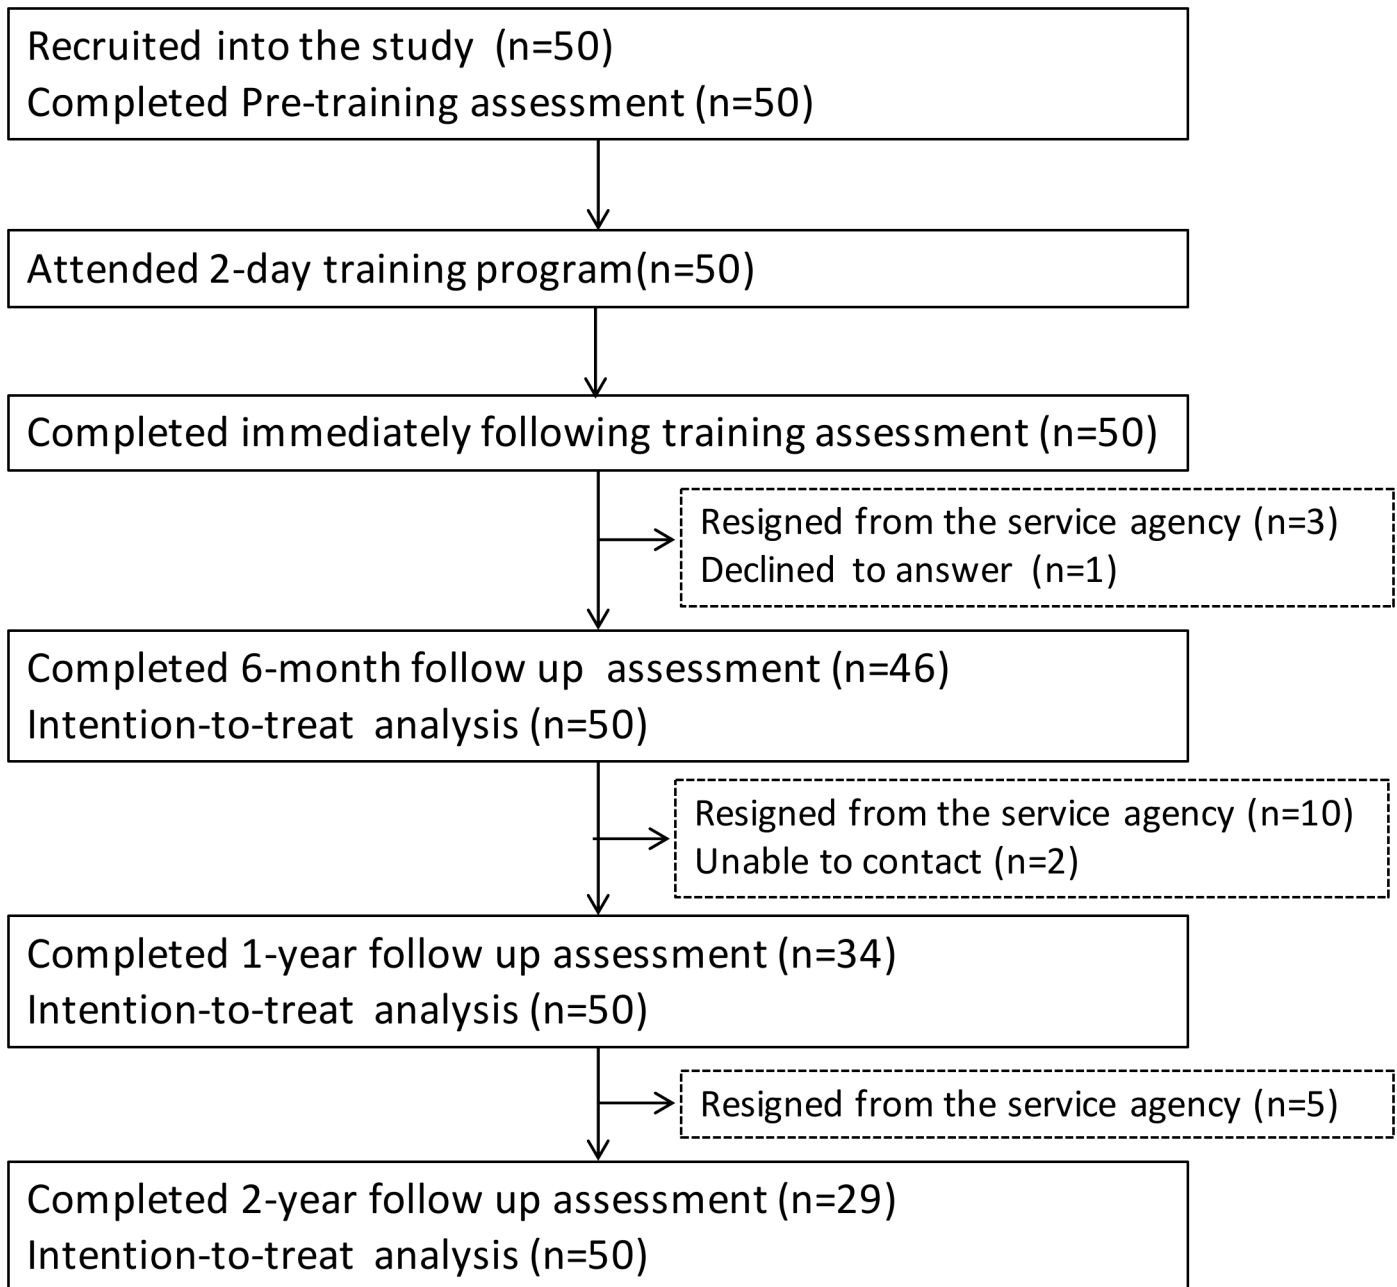 Recruited into the study (n=50)
Completed Pre-training assessment (n=50)
Attended 2-day training program(n=50)
Completed immediately following training assessment (n=50)
Resigned from the service agency (n=3)
Declined to answer (n=1)
Completed 6-month follow up assessment (n=46)
Intention-to-treat analysis (n=50)
Resigned from the service agency (n=10)
Unable to contact (n=2)
Completed 1-year follow up assessment (n=34)
Intention-to-treat analysis (n=50)
Resigned from the service agency (n=5)
Completed 2-year follow up assessment (n=29)
Intention-to-treat analysis (n=50)